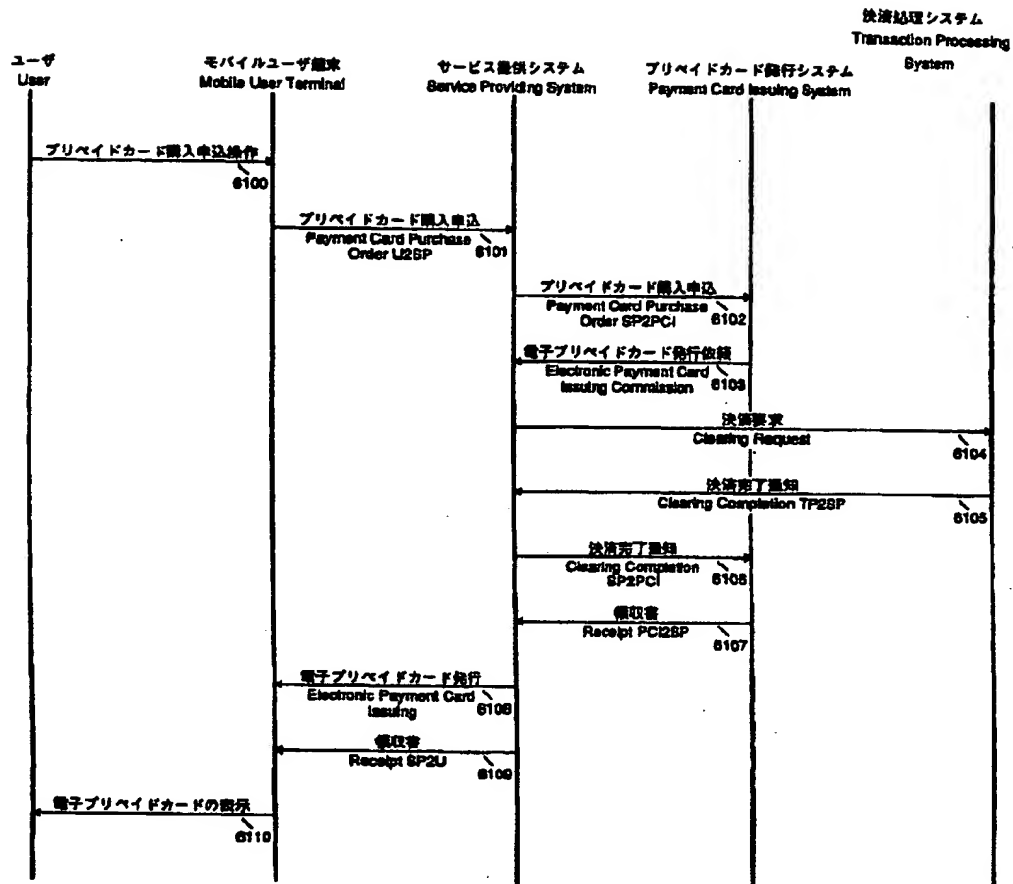 決済処理システム
Transaction Processing
System
ユーザ
User
モバイルユーザ端末
Mobile User Terminal
サービス提供システム
Service Providing System
プリペイドカード発行システム
Payment Card Issuing System
プリペイドカード購入申込操作
6100
プリペイドカード購入申込
Payment Card Purchase
Order U2SP
6101
プリペイドカード購入申込
Payment Card Purchase
Order SP2PCI
6102
電子プリペイドカード発行依頼
Electronic Payment Card
Issuing Commission
6103
決済要求
Clearing Request
6104
決済完了通知
Clearing Completion TP2SP
6105
決済完了通知
Clearing Completion
SP2PCI
6106
領収書
Receipt PCI2SP
6107
電子プリペイドカード発行
Electronic Payment Card
Issuing
6108
領収書
Receipt SP2U
6109
電子プリペイドカードの表示
6110